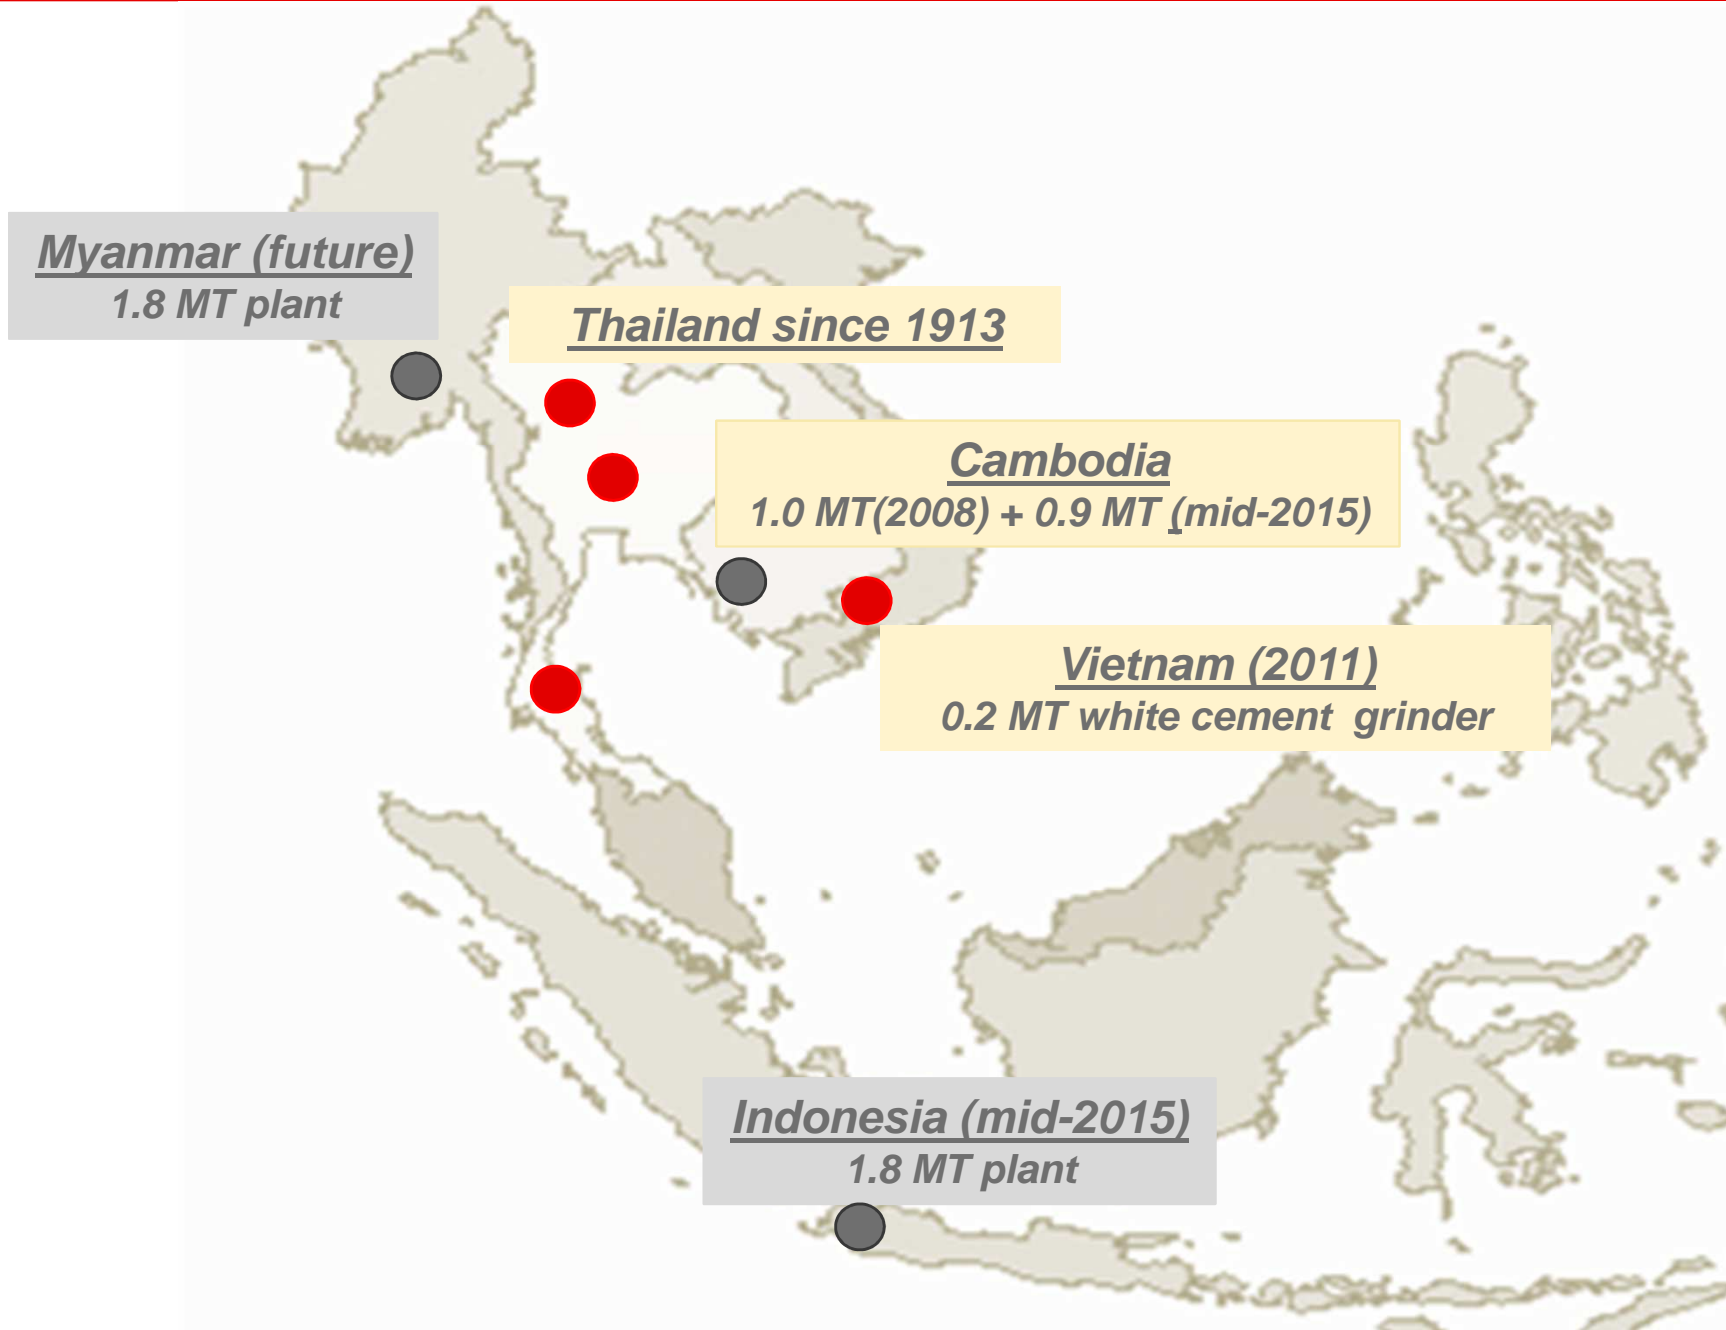 Myanmar (future)
1.8 MT plant
Thailand since 1913
Cambodia
1.0 MT(2008) + 0.9 MT (mid-2015)
Vietnam (2011)
0.2 MT white cement  grinder
Indonesia (mid-2015)
1.8 MT plant